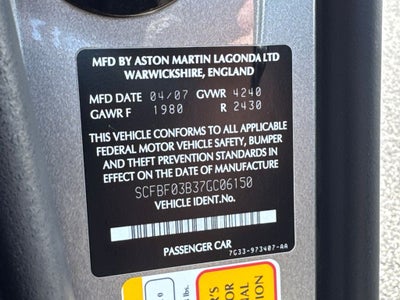 MFD BY ASTON MARTIN LAGONDA LTD
WARWICKSHIRE, ENGLAND
MFD DATE 04/07 GVWR 4240
GAWR F 1980 R 2430
THIS VEHICLE CONFORMS TO ALL APPLICABLE
FEDERAL MOTOR VEHICLE SAFETY, BUMPER
AND THEFT PREVENTION STANDARDS IN
EFFECT ON THE DATE OF MANUFACTURE
SCFBF03B37GC06150
VEHICLE IDENT.No.
PASSENGER CAR
7G33-973407-AA